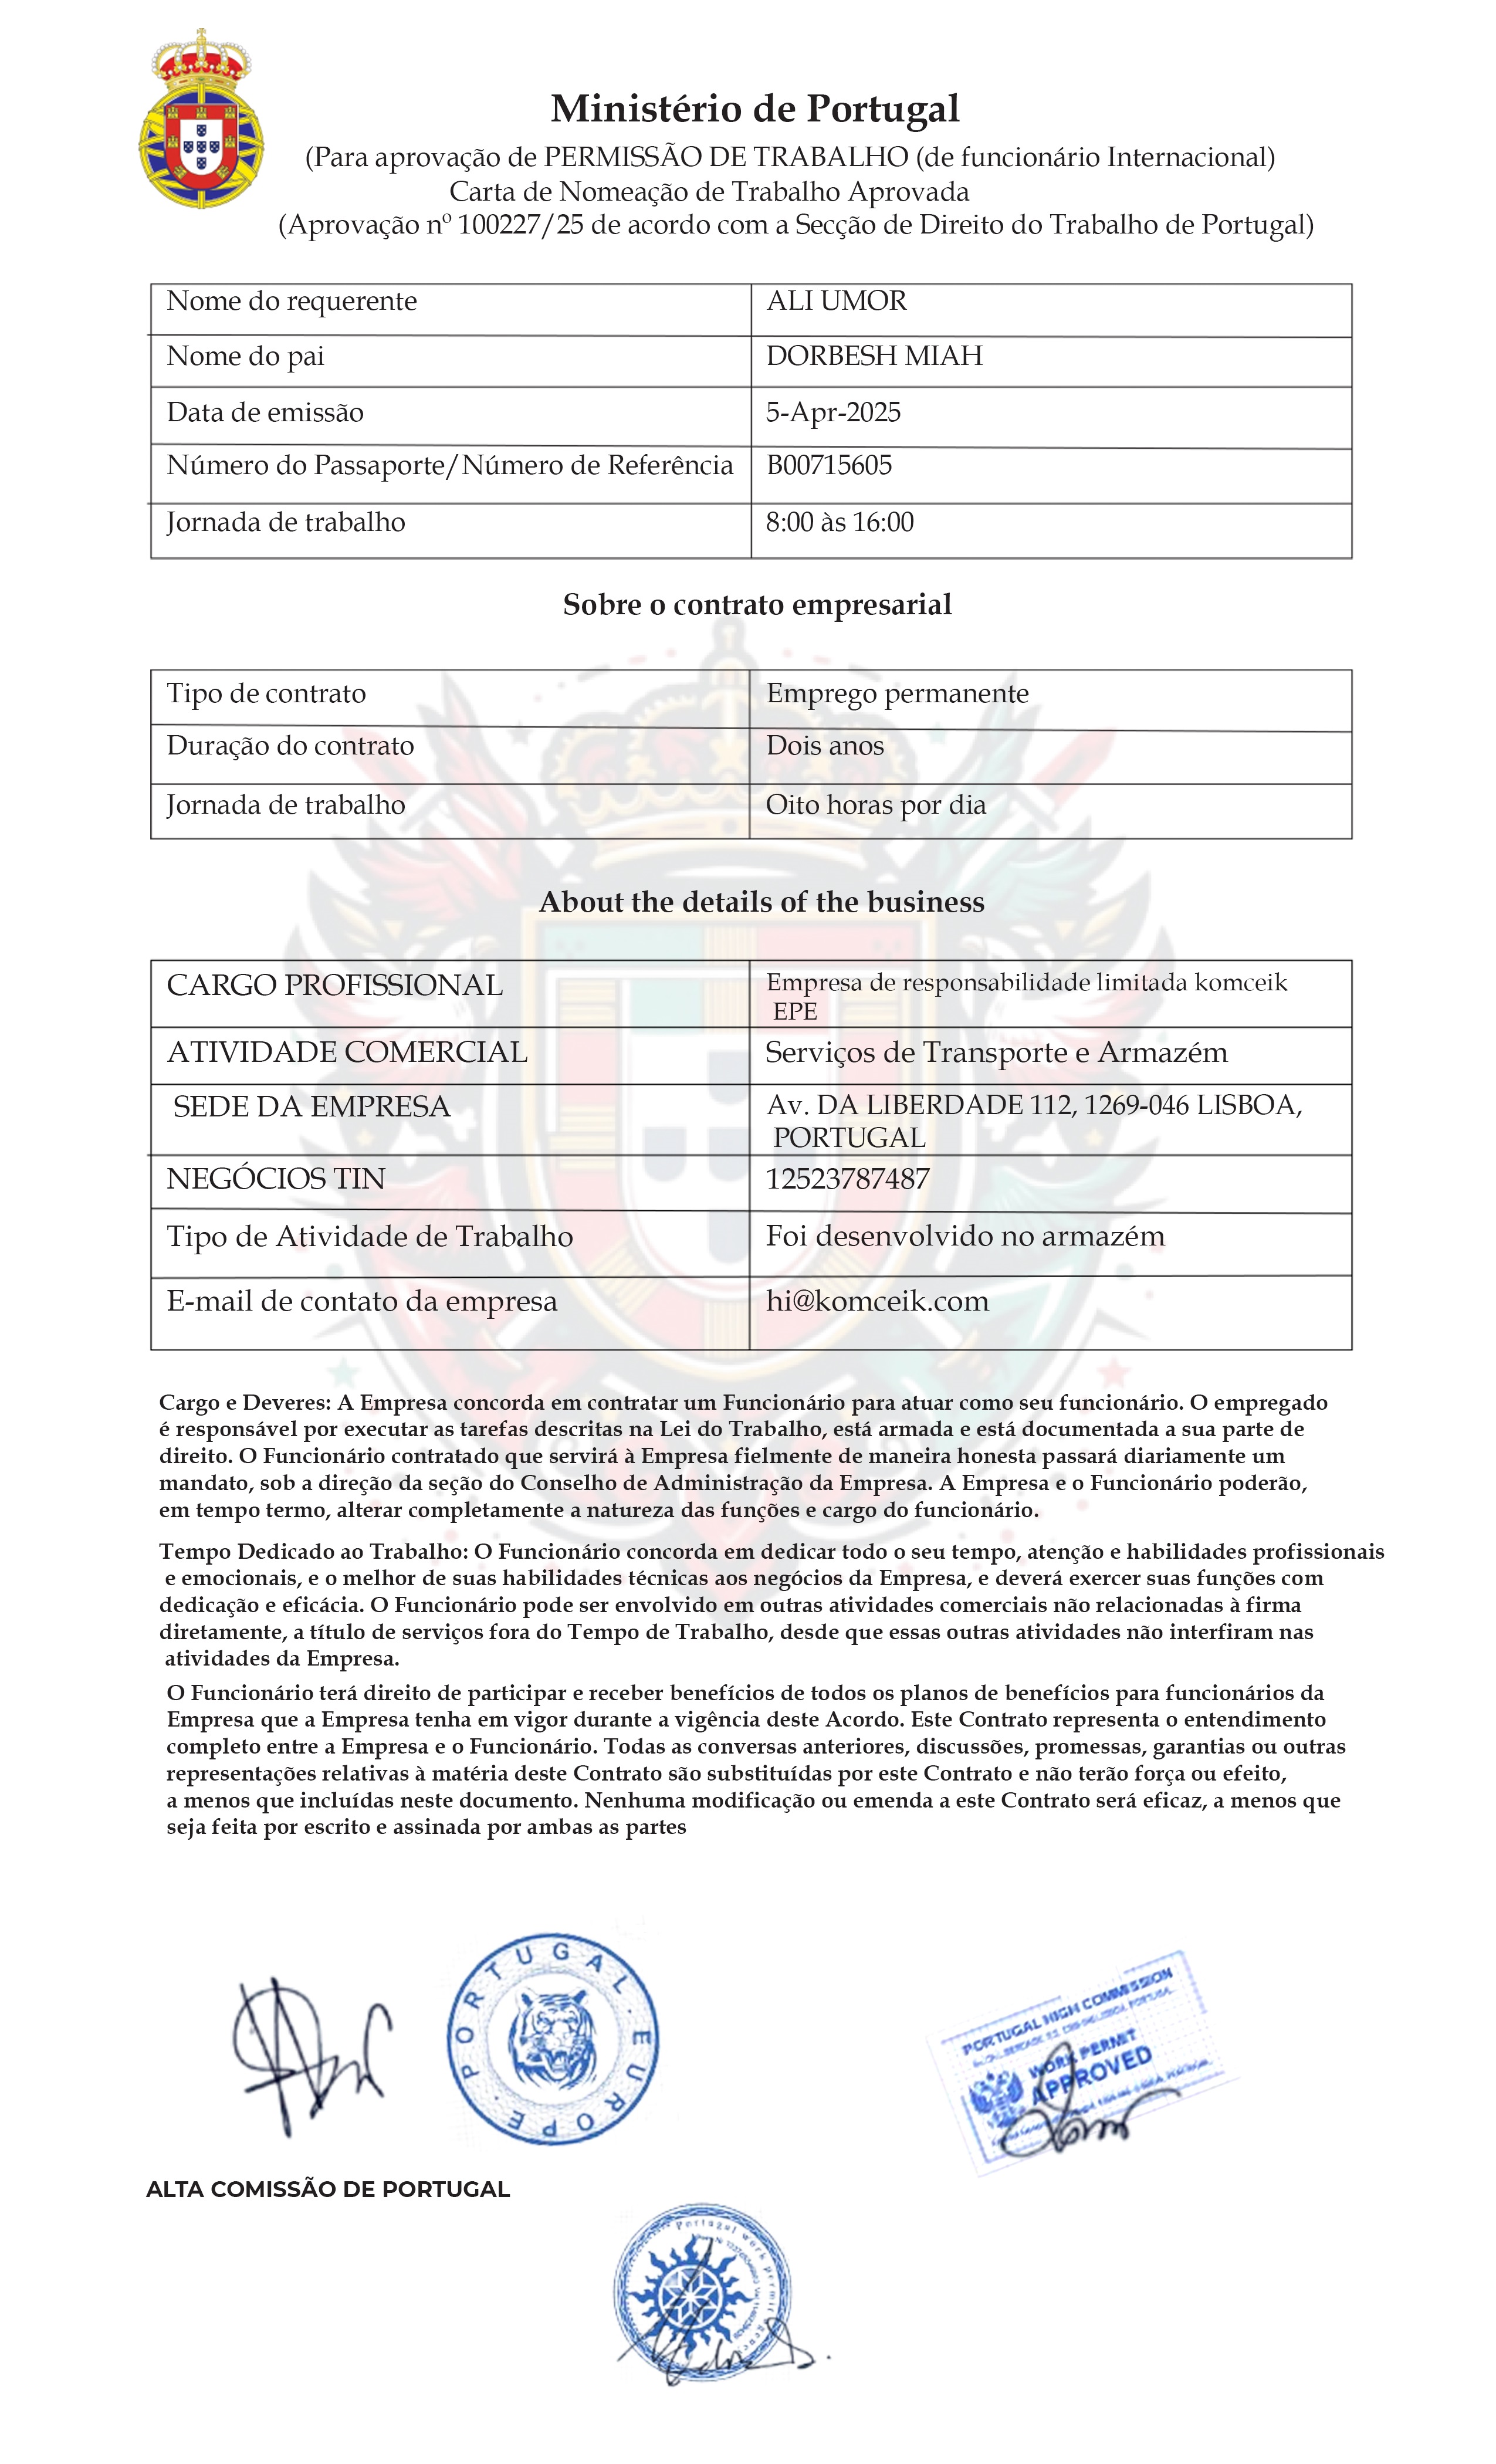 Ministério de Portugal
(Para aprovação de PERMISSÃO DE TRABALHO (de funcionário Internacional)
Carta de Nomeação de Trabalho Aprovada
(Aprovação nº 100227/25 de acordo com a Secção de Direito do Trabalho de Portugal)
Nome do requerente ALI UMOR
Nome do pai DORBESH MIAH
Data de emissão 5-Apr-2025
Número do Passaporte/Número de Referência B00715605
Jornada de trabalho 8:00 às 16:00
Sobre o contrato empresarial
Tipo de contrato Emprego permanente
Duração do contrato Dois anos
Jornada de trabalho Oito horas por dia
About the details of the business
CARGO PROFISSIONAL Empresa de responsabilidade limitada komceik
EPE
ATIVIDADE COMERCIAL Serviços de Transporte e Armazém
SEDE DA EMPRESA Av. DA LIBERDADE 112, 1269-046 LISBOA,
PORTUGAL
NEGÓCIOS TIN 12523787487
Tipo de Atividade de Trabalho Foi desenvolvido no armazém
E-mail de contato da empresa hi@komceik.com
Cargo e Deveres: A Empresa concorda em contratar um Funcionário para atuar como seu funcionário. O empregado
é responsável por executar as tarefas descritas na Lei do Trabalho, está armada e está documentada a sua parte de
direito. O Funcionário contratado que servirá à Empresa fielmente de maneira honesta passará diariamente um
mandato, sob a direção da seção do Conselho de Administração da Empresa. A Empresa e o Funcionário poderão,
em tempo termo, alterar completamente a natureza das funções e cargo do funcionário.
Tempo Dedicado ao Trabalho: O Funcionário concorda em dedicar todo o seu tempo, atenção e habilidades profissionais
e emocionais, e o melhor de suas habilidades técnicas aos negócios da Empresa, e deverá exercer suas funções com
dedicação e eficácia. O Funcionário pode ser envolvido em outras atividades comerciais não relacionadas à firma
diretamente, a título de serviços fora do Tempo de Trabalho, desde que essas outras atividades não interfiram nas
atividades da Empresa.
O Funcionário terá direito de participar e receber benefícios de todos os planos de benefícios para funcionários da
Empresa que a Empresa tenha em vigor durante a vigência deste Acordo. Este Contrato representa o entendimento
completo entre a Empresa e o Funcionário. Todas as conversas anteriores, discussões, promessas, garantias ou outras
representações relativas à matéria deste Contrato são substituídas por este Contrato e não terão força ou efeito,
a menos que incluídas neste documento. Nenhuma modificação ou emenda a este Contrato será eficaz, a menos que
seja feita por escrito e assinada por ambas as partes
PORTUGAL . EUROPE .
PORTUGAL HIGH COMMISSION
WORK PERMIT
APPROVED
ALTA COMISSÃO DE PORTUGAL
Portugal work permit